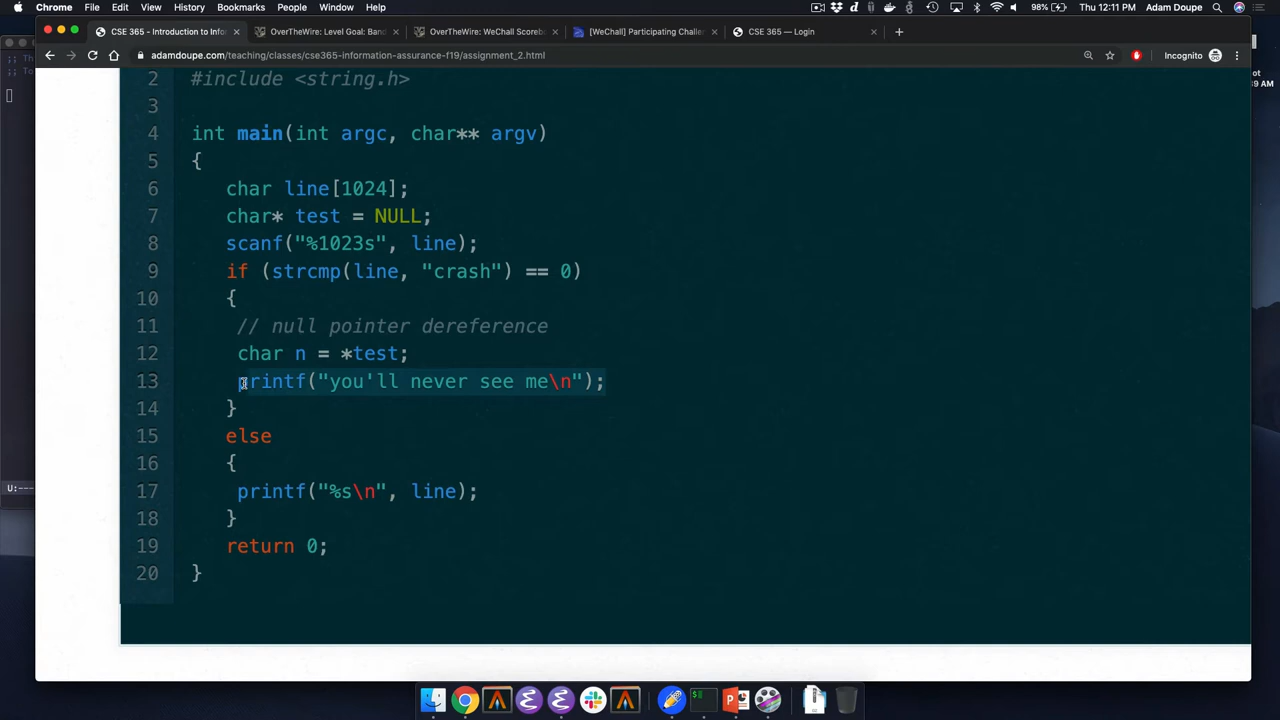 Chrome File Edit View History Bookmarks People Window Help 98% Thu 12:11 PM Adam Doupe
CSE 365 - Introduction to Infor OverTheWire: Level Goal: Band OverTheWire: WeChall Scorebo [WeChall] Participating Challe CSE 365 — Login
adamdoupe.com/teaching/classes/cse365-information-assurance-f19/assignment_2.html Incognito
2 #include <string.h>
3
4 int main(int argc, char** argv)
5 {
6 char line[1024];
7 char* test = NULL;
8 scanf("%1023s", line);
9 if (strcmp(line, "crash") == 0)
10 {
11 // null pointer dereference
12 char n = *test;
13 printf("you'll never see me\n");
14 }
15 else
16 {
17 printf("%s\n", line);
18 }
19 return 0;
20 }